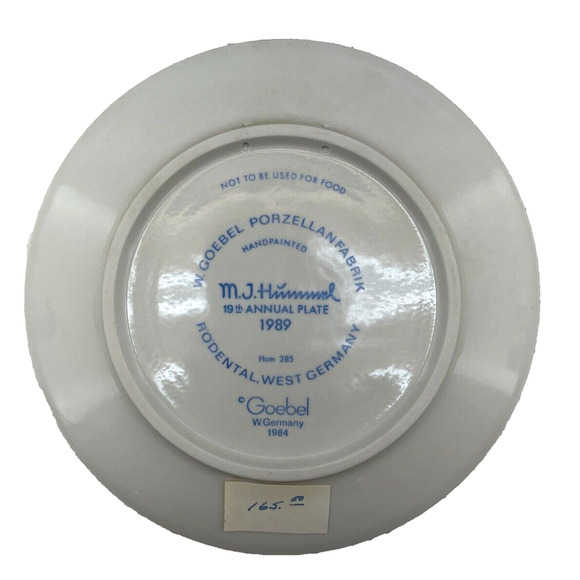 NOT TO BE USED FOR FOOD
W. GOEBEL PORZELLANFABRIK
HANDPAINTED
M.J. Hummel
19th ANNUAL PLATE
1989
Hum 285
RÖDENTAL, WEST GERMANY
© Goebel
W.Germany
1984
165.00